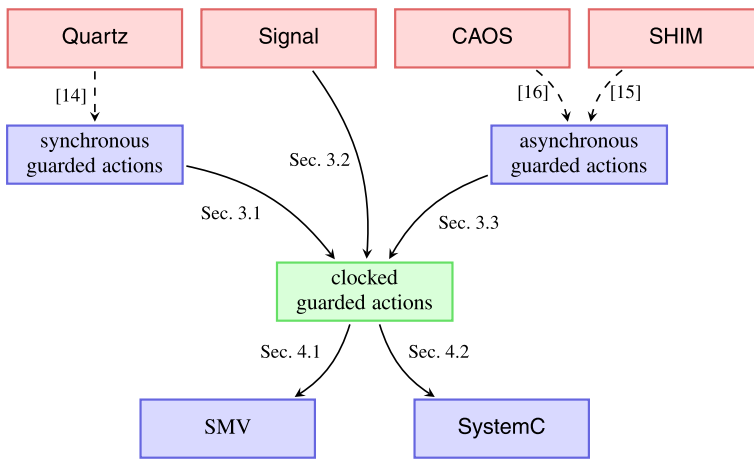 Quartz
Signal
CAOS
SHIM
[14]
[16]
[15]
synchronous
guarded actions
asynchronous
guarded actions
Sec. 3.2
Sec. 3.1
Sec. 3.3
clocked
guarded actions
Sec. 4.1
Sec. 4.2
SMV
SystemC